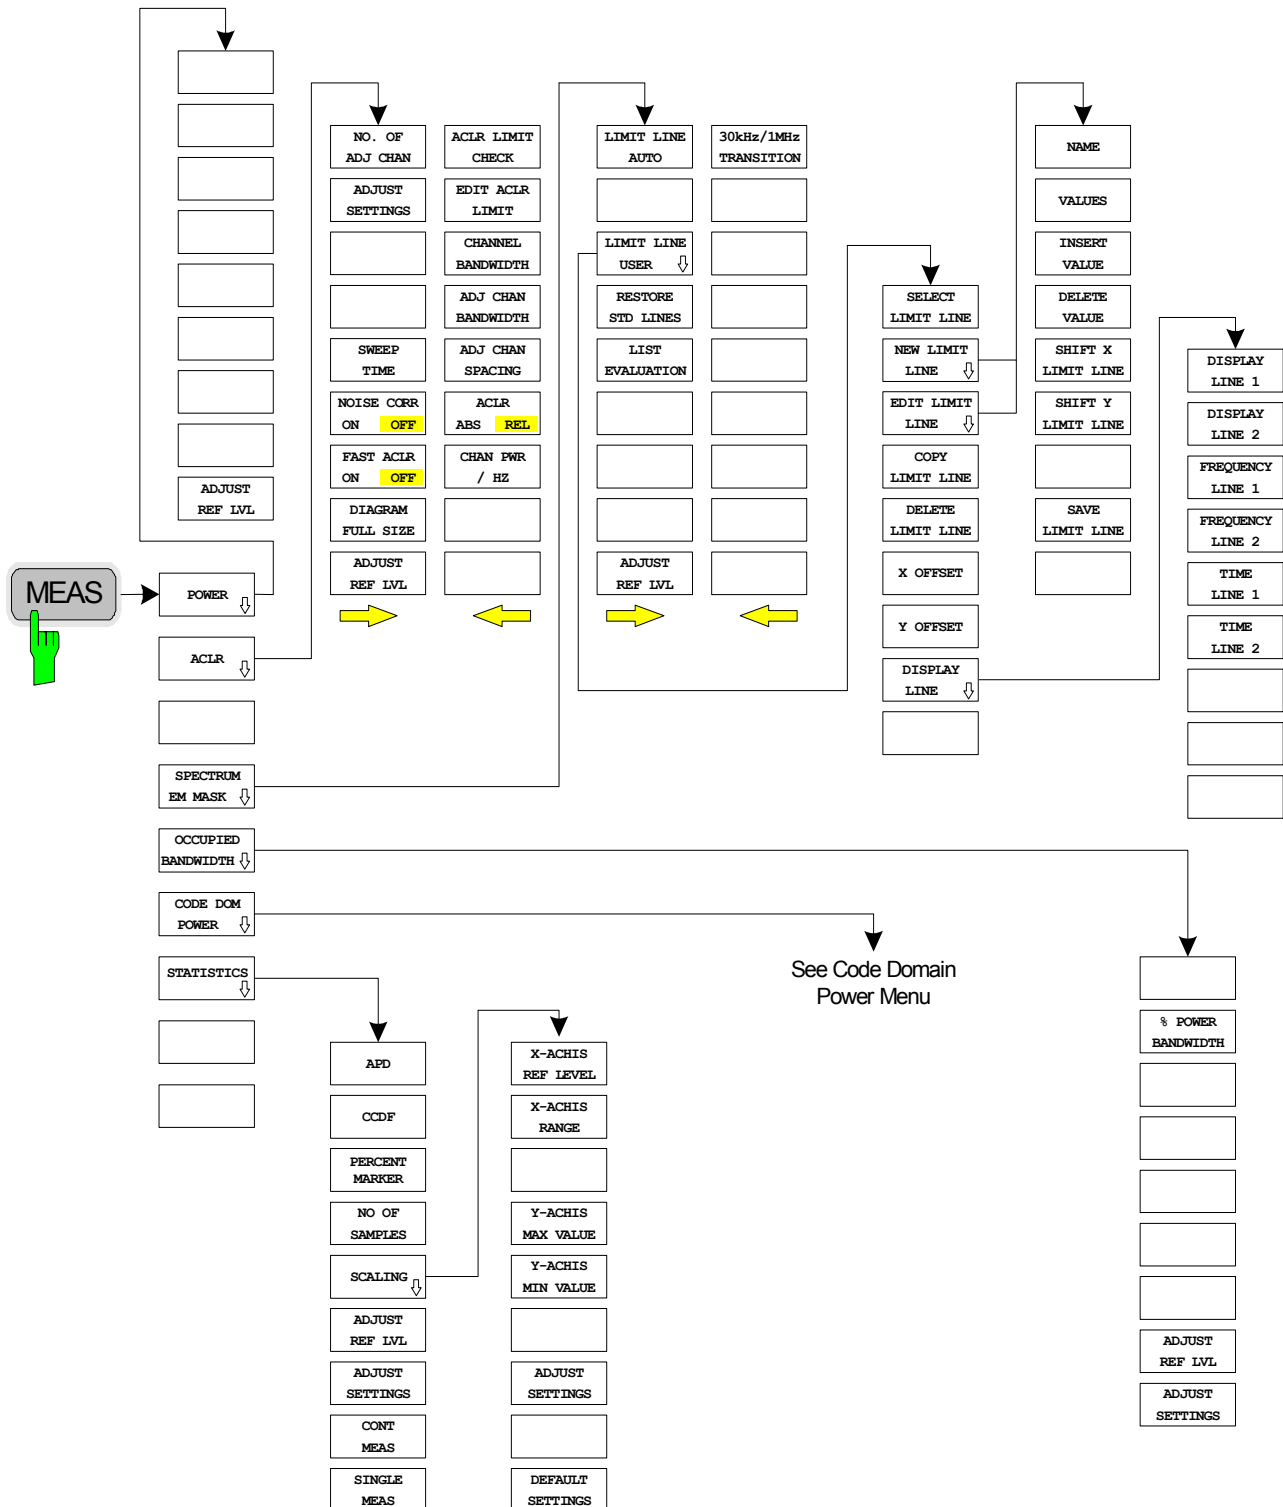 ADJUST
REF LVL
NO. OF
ADJ CHAN
ADJUST
SETTINGS
SWEEP
TIME
NOISE CORR
ON OFF
FAST ACLR
ON OFF
DIAGRAM
FULL SIZE
ADJUST
REF LVL
ACLR LIMIT
CHECK
EDIT ACLR
LIMIT
CHANNEL
BANDWIDTH
ADJ CHAN
BANDWIDTH
ADJ CHAN
SPACING
ACLR
ABS REL
CHAN PWR
/ HZ
LIMIT LINE
AUTO
LIMIT LINE
USER
RESTORE
STD LINES
LIST
EVALUATION
ADJUST
REF LVL
30kHz/1MHz
TRANSITION
SELECT
LIMIT LINE
NEW LIMIT
LINE
EDIT LIMIT
LINE
COPY
LIMIT LINE
DELETE
LIMIT LINE
X OFFSET
Y OFFSET
DISPLAY
LINE
NAME
VALUES
INSERT
VALUE
DELETE
VALUE
SHIFT X
LIMIT LINE
SHIFT Y
LIMIT LINE
SAVE
LIMIT LINE
DISPLAY
LINE 1
DISPLAY
LINE 2
FREQUENCY
LINE 1
FREQUENCY
LINE 2
TIME
LINE 1
TIME
LINE 2
MEAS
POWER
ACLR
SPECTRUM
EM MASK
OCCUPIED
BANDWIDTH
CODE DOM
POWER
STATISTICS
See Code Domain
Power Menu
APD
CCDF
PERCENT
MARKER
NO OF
SAMPLES
SCALING
ADJUST
REF LVL
ADJUST
SETTINGS
CONT
MEAS
SINGLE
MEAS
X-ACHIS
REF LEVEL
X-ACHIS
RANGE
Y-ACHIS
MAX VALUE
Y-ACHIS
MIN VALUE
ADJUST
SETTINGS
DEFAULT
SETTINGS
% POWER
BANDWIDTH
ADJUST
REF LVL
ADJUST
SETTINGS